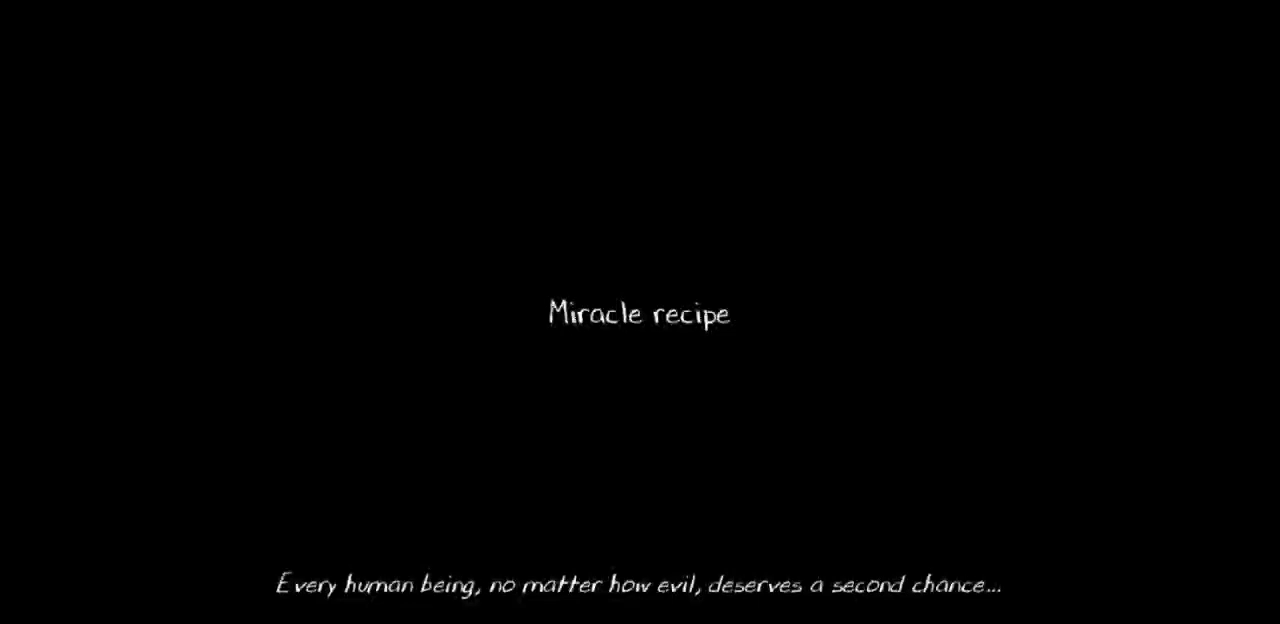 Miracle recipe
Every human being, no matter how evil, deserves a second chance...